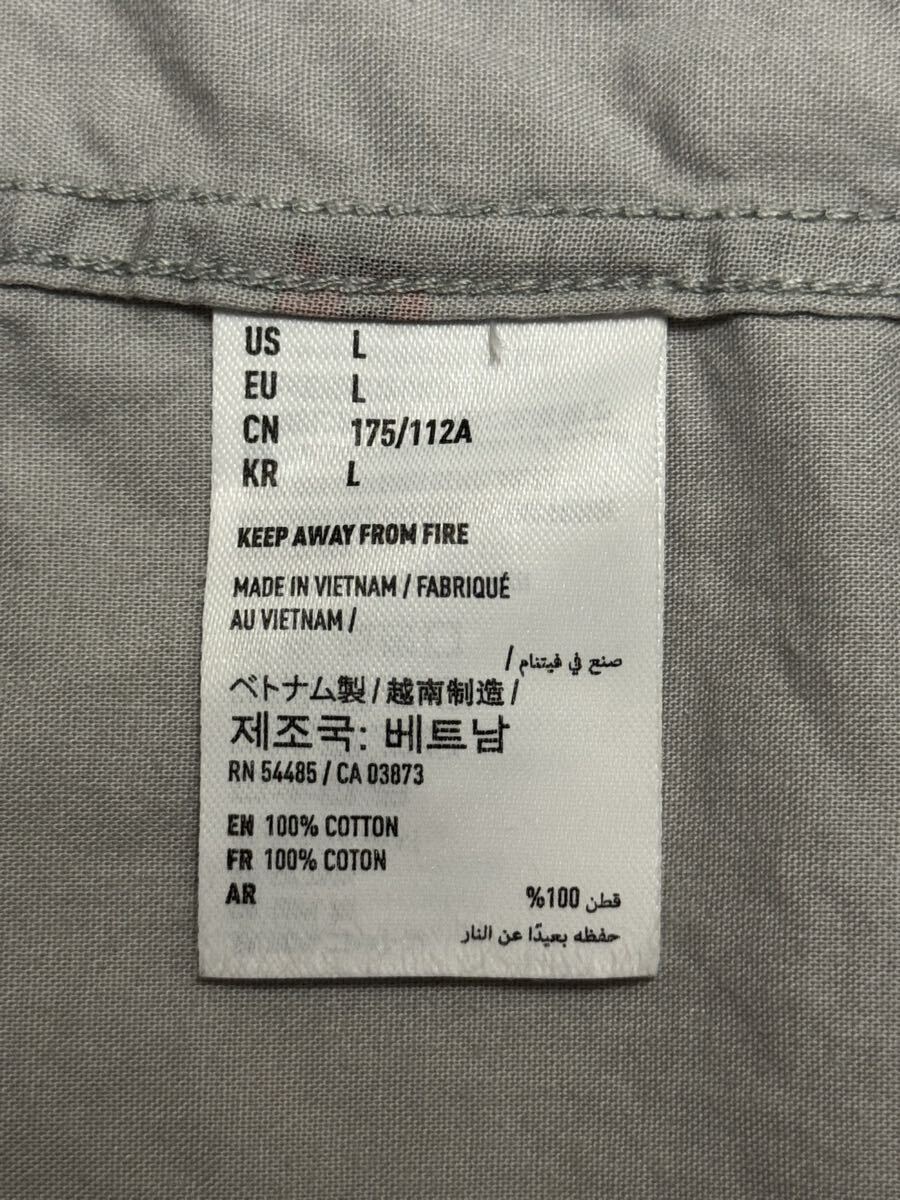 US L
EU L
CN 175/112A
KR L
KEEP AWAY FROM FIRE
MADE IN VIETNAM / FABRIQUÉ
AU VIETNAM /
صنع في فيتنام /
ベトナム製 / 越南制造 /
제조국: 베트남
RN 54485 / CA 03873
EN 100% COTTON
FR 100% COTON
AR قطن 100%
حفظه بعيدًا عن النار